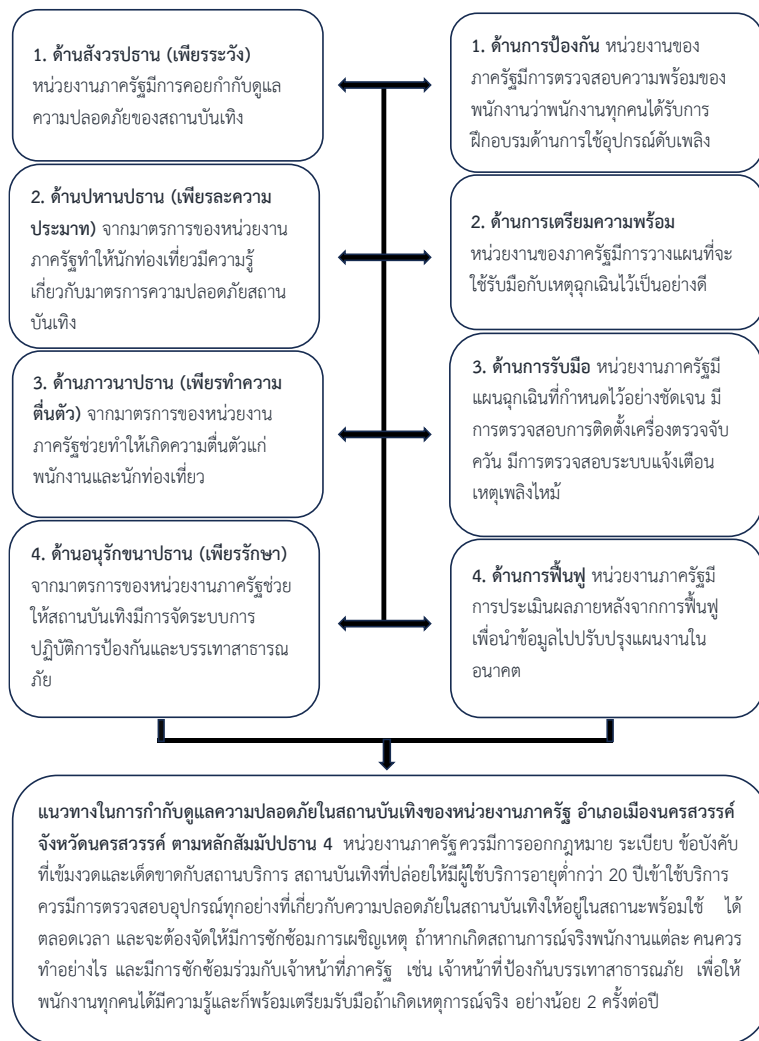 1. ด้านสังวรปธาน (เพียรระวัง)
หน่วยงานภาครัฐมีการคอยกำกับดูแล
ความปลอดภัยของสถานบันเทิง
2. ด้านปหานปธาน (เพียรละความ
ประมาท) จากมาตรการของหน่วยงาน
ภาครัฐทำให้นักท่องเที่ยวมีความรู้
เกี่ยวกับมาตรการความปลอดภัยสถาน
บันเทิง
3. ด้านภาวนาปธาน (เพียรทำความ
ตื่นตัว) จากมาตรการของหน่วยงาน
ภาครัฐช่วยทำให้เกิดความตื่นตัวแก่
พนักงานและนักท่องเที่ยว
4. ด้านอนุรักขนาปธาน (เพียรรักษา)
จากมาตรการของหน่วยงานภาครัฐช่วย
ให้สถานบันเทิงมีการจัดระบบการ
ปฏิบัติการป้องกันและบรรเทาสาธารณ
ภัย
1. ด้านการป้องกัน หน่วยงานของ
ภาครัฐมีการตรวจสอบความพร้อมของ
พนักงานว่าพนักงานทุกคนได้รับการ
ฝึกอบรมด้านการใช้อุปกรณ์ดับเพลิง
2. ด้านการเตรียมความพร้อม
หน่วยงานของภาครัฐมีการวางแผนที่จะ
ใช้รับมือกับเหตุฉุกเฉินไว้เป็นอย่างดี
3. ด้านการรับมือ หน่วยงานภาครัฐมี
แผนฉุกเฉินที่กำหนดไว้อย่างชัดเจน มี
การตรวจสอบการติดตั้งเครื่องตรวจจับ
ควัน มีการตรวจสอบระบบแจ้งเตือน
เหตุเพลิงไหม้
4. ด้านการฟื้นฟู หน่วยงานภาครัฐมี
การประเมินผลภายหลังจากการฟื้นฟู
เพื่อนำข้อมูลไปปรับปรุงแผนงานใน
อนาคต
แนวทางในการกำกับดูแลความปลอดภัยในสถานบันเทิงของหน่วยงานภาครัฐ อำเภอเมืองนครสวรรค์
จังหวัดนครสวรรค์ ตามหลักสัมมัปปธาน 4 หน่วยงานภาครัฐควรมีการออกกฎหมาย ระเบียบ ข้อบังคับ
ที่เข้มงวดและเด็ดขาดกับสถานบริการ สถานบันเทิงที่ปล่อยให้มีผู้ใช้บริการอายุต่ำกว่า 20 ปีเข้าใช้บริการ
ควรมีการตรวจสอบอุปกรณ์ทุกอย่างที่เกี่ยวกับความปลอดภัยในสถานบันเทิงให้อยู่ในสถานะพร้อมใช้ ได้
ตลอดเวลา และจะต้องจัดให้มีการซักซ้อมการเผชิญเหตุ ถ้าหากเกิดสถานการณ์จริงพนักงานแต่ละ คนควร
ทำอย่างไร และมีการซักซ้อมร่วมกับเจ้าหน้าที่ภาครัฐ เช่น เจ้าหน้าที่ป้องกันบรรเทาสาธารณภัย เพื่อให้
พนักงานทุกคนได้มีความรู้และก็พร้อมเตรียมรับมือถ้าเกิดเหตุการณ์จริง อย่างน้อย 2 ครั้งต่อปี